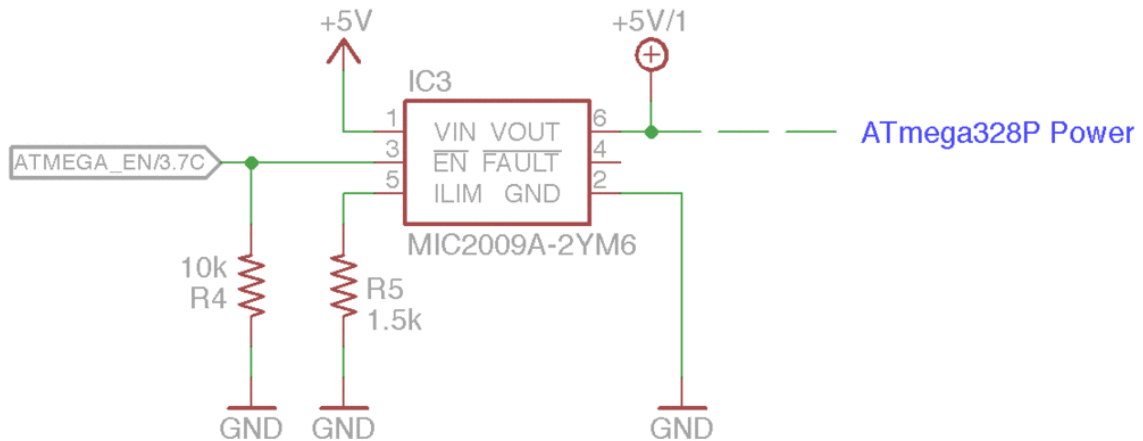 +5V
+5V/1
IC3
1
VIN VOUT
6
ATmega328P Power
ATMEGA_EN/3.7C
3
EN FAULT
4
5
ILIM GND
2
MIC2009A-2YM6
10k
R4
R5
1.5k
GND
GND
GND